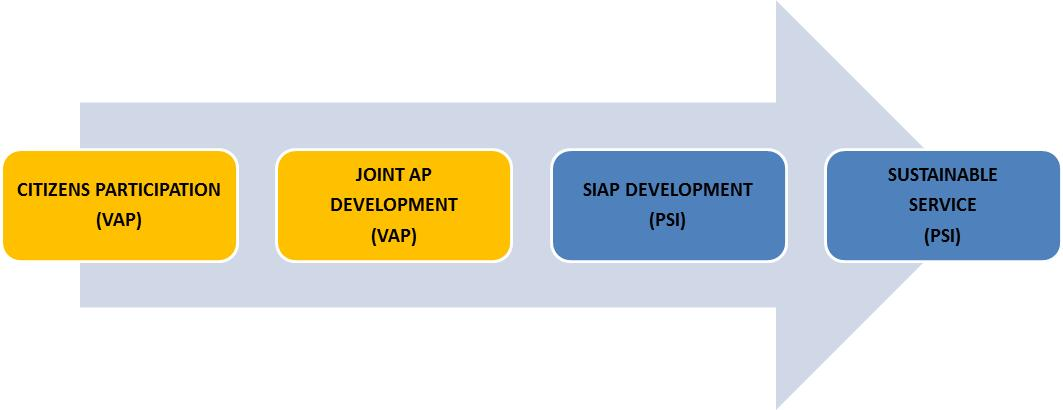 CITIZENS PARTICIPATION
(VAP)
JOINT AP
DEVELOPMENT
(VAP)
SIAP DEVELOPMENT
(PSI)
SUSTAINABLE
SERVICE
(PSI)